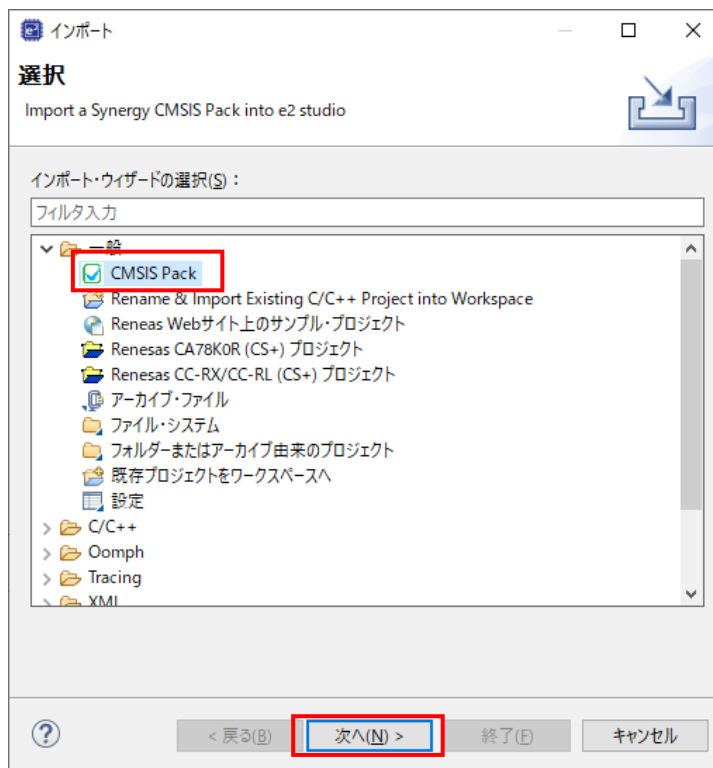 インポート
選択
Import a Synergy CMSIS Pack into e2 studio
インポート・ウィザードの選択(S)：
フィルタ入力
一般
CMSIS Pack
Rename & Import Existing C/C++ Project into Workspace
Reneas Webサイト上のサンプル・プロジェクト
Renesas CA78K0R (CS+) プロジェクト
Renesas CC-RX/CC-RL (CS+) プロジェクト
アーカイブ・ファイル
ファイル・システム
フォルダーまたはアーカイブ由来のプロジェクト
既存プロジェクトをワークスペースへ
設定
C/C++
Oomph
Tracing
XML
< 戻る(B) 次へ(N) > 終了(F) キャンセル